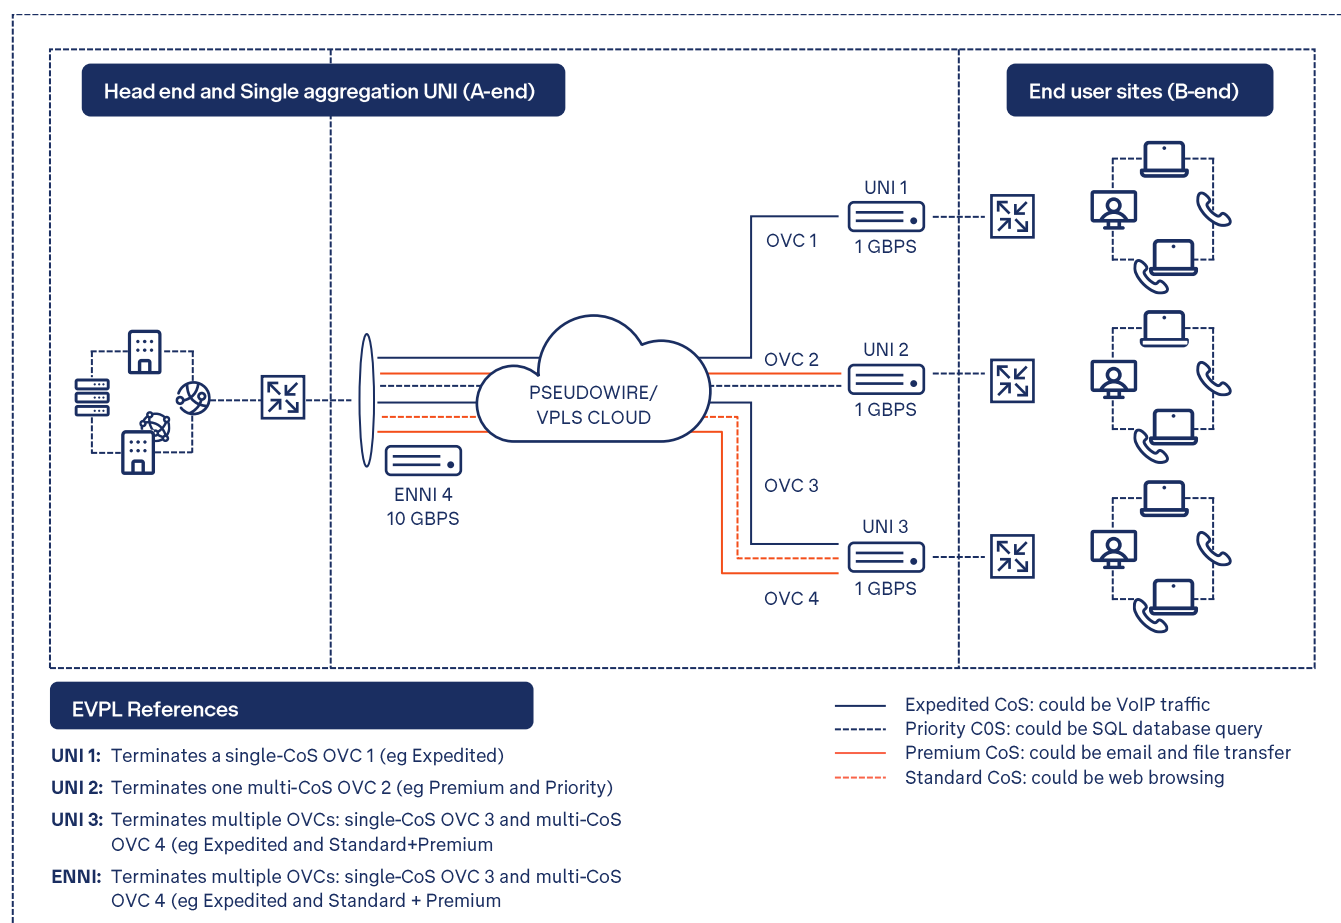 Head end and Single aggregation UNI (A-end)
End user sites (B-end)
UNI 1
OVC 1
1 GBPS
OVC 2
UNI 2
1 GBPS
PSEUDOWIRE/
VPLS CLOUD
ENNI 4
10 GBPS
OVC 3
UNI 3
1 GBPS
OVC 4
EVPL References
UNI 1: Terminates a single-CoS OVC 1 (eg Expedited)
UNI 2: Terminates one multi-CoS OVC 2 (eg Premium and Priority)
UNI 3: Terminates multiple OVCs: single-CoS OVC 3 and multi-CoS
OVC 4 (eg Expedited and Standard+Premium
ENNI: Terminates multiple OVCs: single-CoS OVC 3 and multi-CoS
OVC 4 (eg Expedited and Standard + Premium
Expedited CoS: could be VoIP traffic
Priority C0S: could be SQL database query
Premium CoS: could be email and file transfer
Standard CoS: could be web browsing